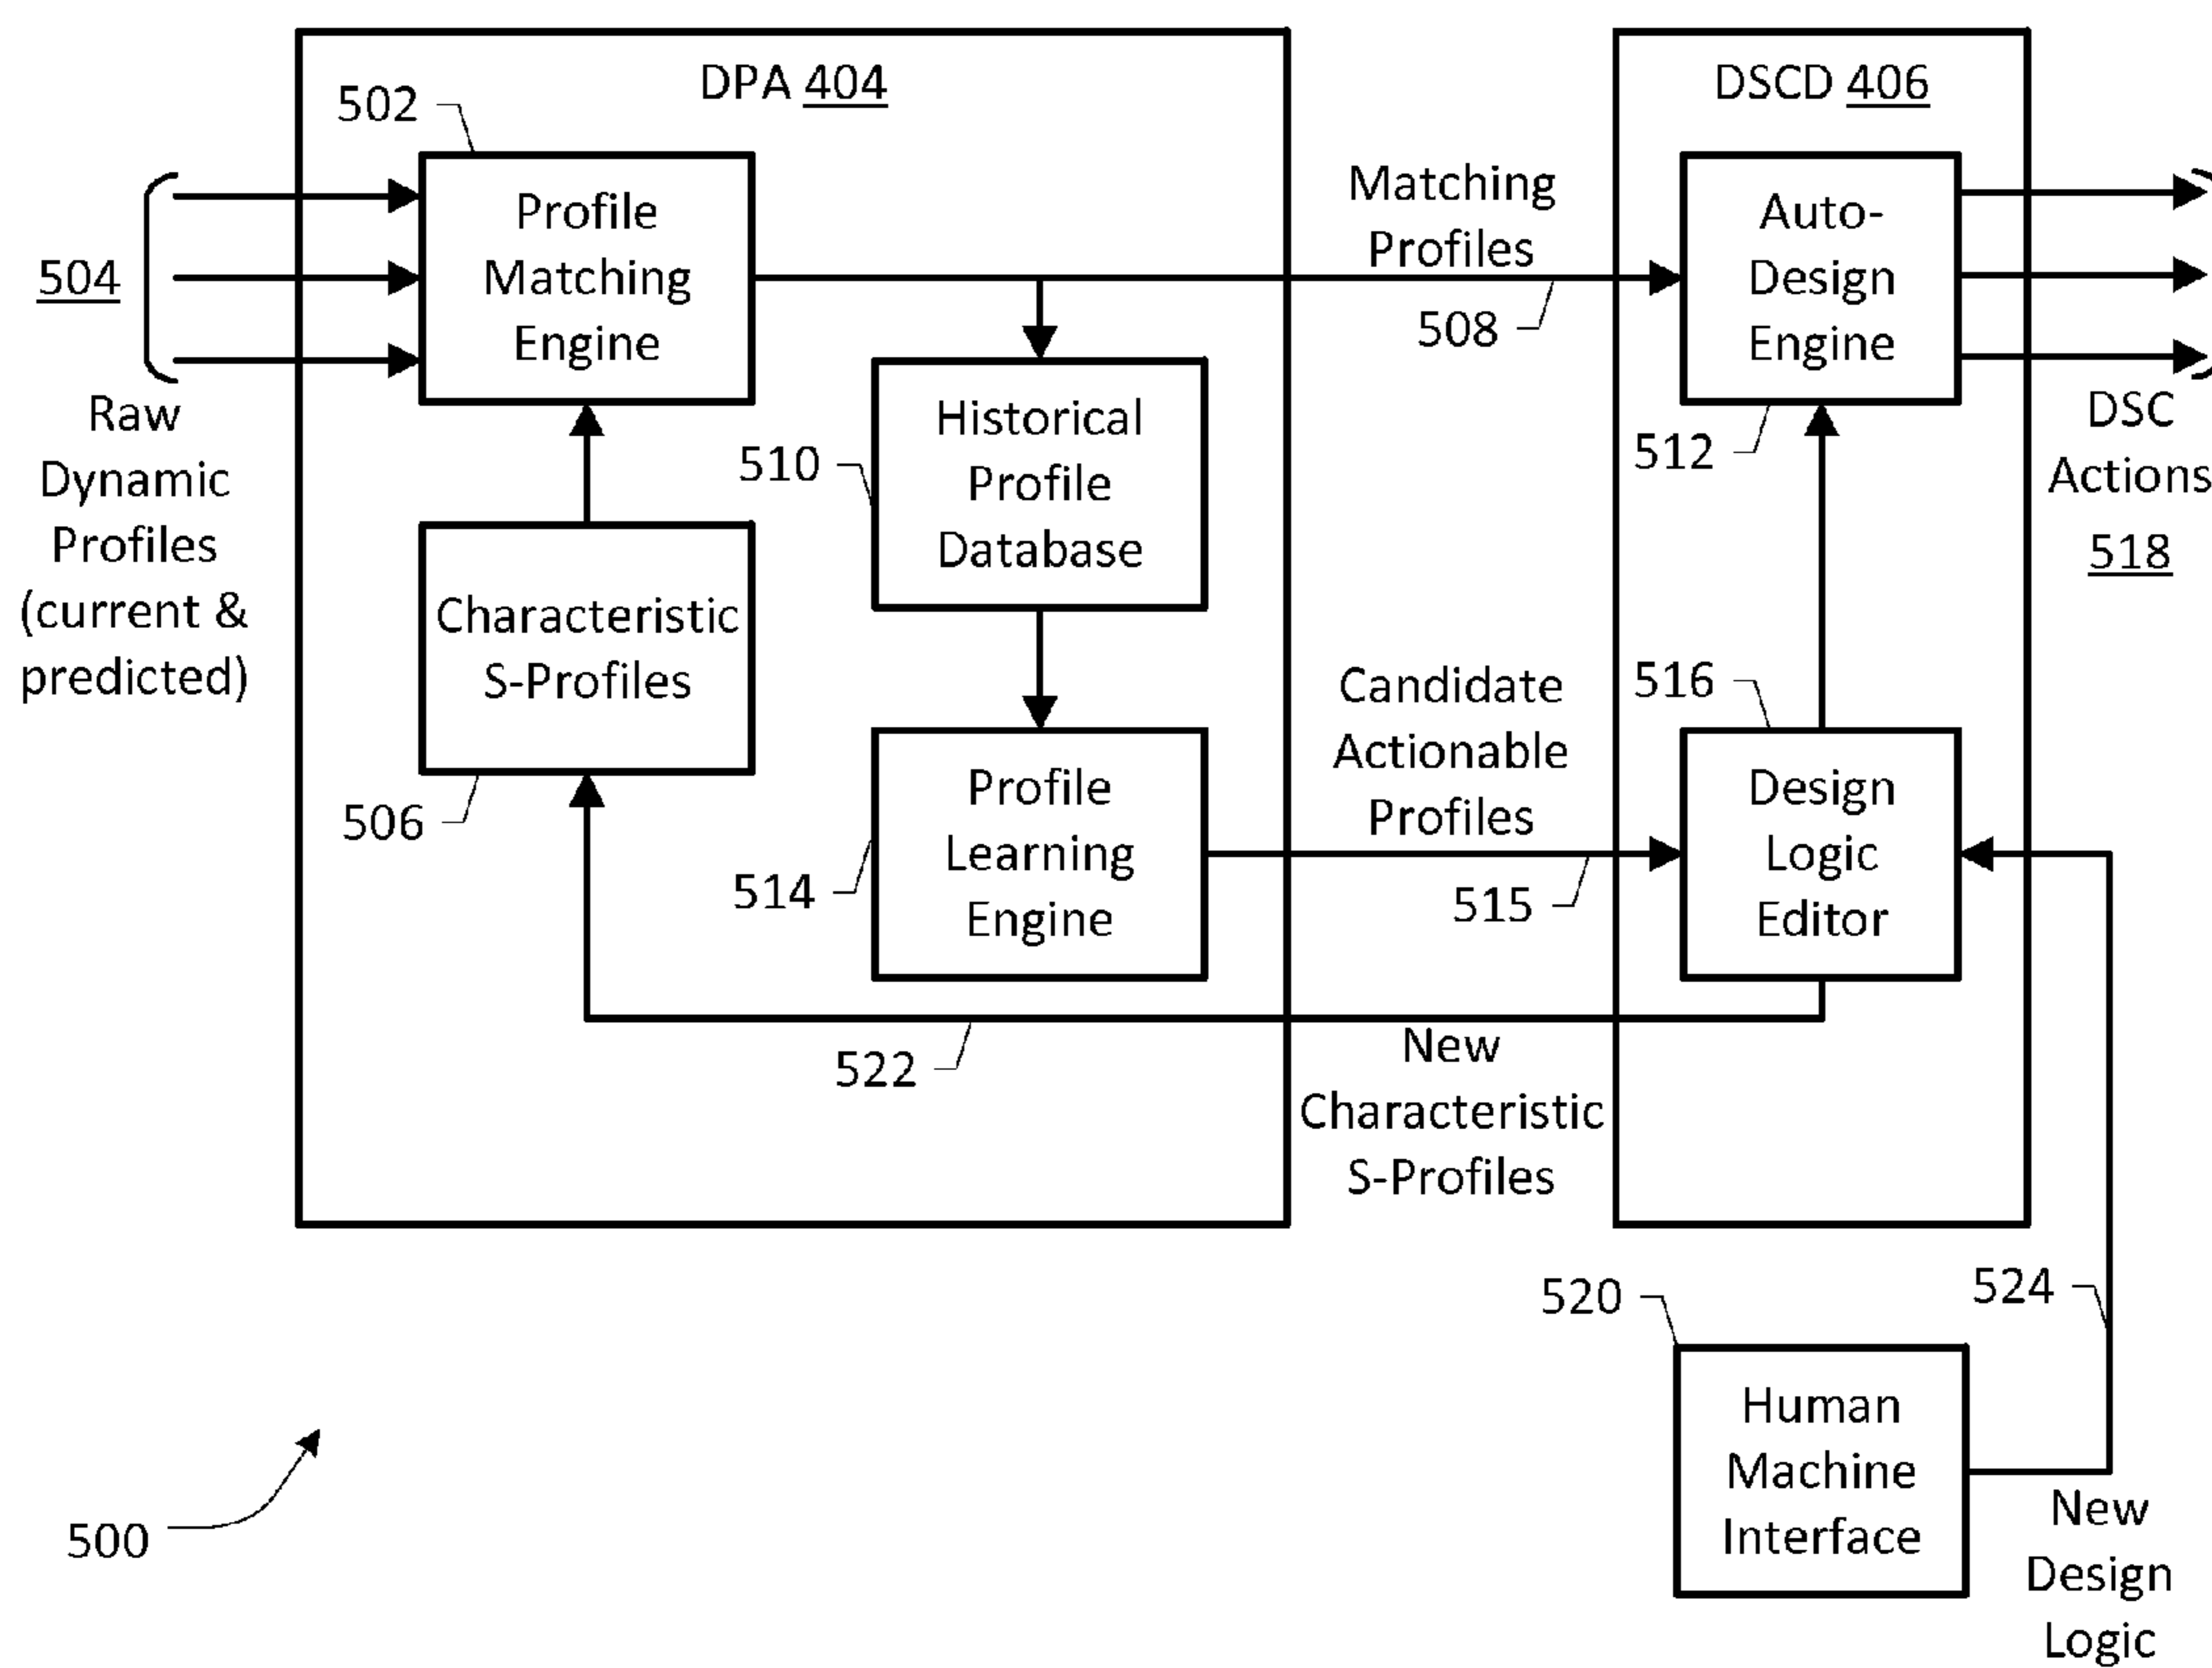 DPA 404
DSCD 406
502
Profile
Matching
Engine
504
Raw
Dynamic
Profiles
(current &
predicted)
Matching
Profiles
508
Auto-
Design
Engine
512
DSC
Actions
518
510
Historical
Profile
Database
Characteristic
S-Profiles
506
514
Profile
Learning
Engine
Candidate
Actionable
Profiles
515
516
Design
Logic
Editor
522
New
Characteristic
S-Profiles
520
524
Human
Machine
Interface
New
Design
Logic
500